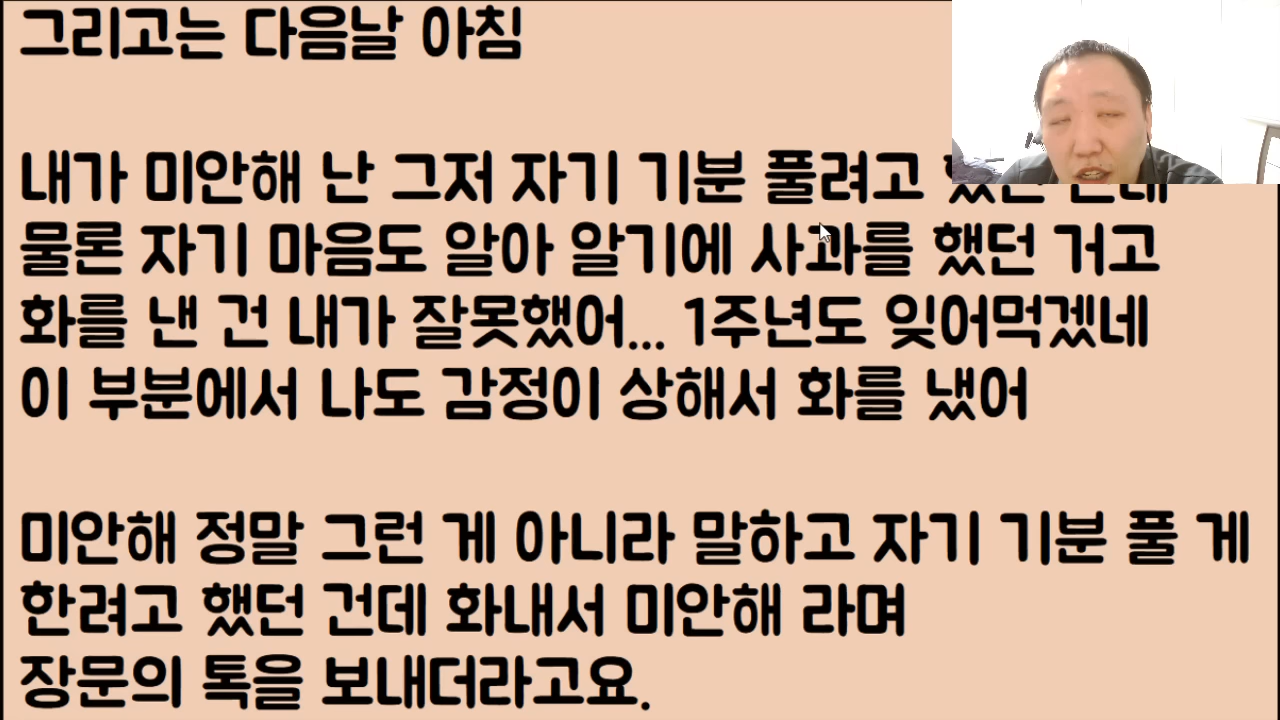 그리고는 다음날 아침
내가 미안해 난 그저 자기 기분 풀려고
물론 자기 마음도 알아 알기에 사과를 했던 거고
화를 낸 건 내가 잘못했어... 1주년도 잊어먹겠네
이 부분에서 나도 감정이 상해서 화를 냈어
미안해 정말 그런 게 아니라 말하고 자기 기분 풀 게
한려고 했던 건데 화내서 미안해 라며
장문의 톡을 보내더라고요.